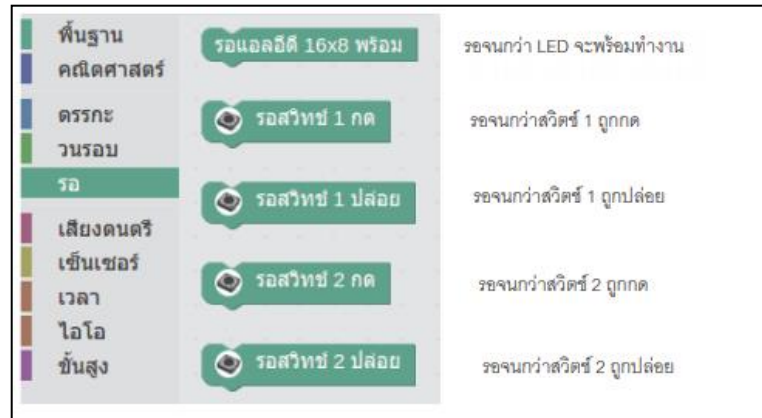 พื้นฐาน
คณิตศาสตร์
ตรรกะ
วนรอบ
รอ
เสียงดนตรี
เซ็นเซอร์
เวลา
ไอโอ
ขั้นสูง
รอแอลอีดี 16x8 พร้อม
รอจนกว่า LED จะพร้อมทำงาน
รอสวิทช์ 1 กด
รอจนกว่าสวิตช์ 1 ถูกกด
รอสวิทช์ 1 ปล่อย
รอจนกว่าสวิตช์ 1 ถูกปล่อย
รอสวิทช์ 2 กด
รอจนกว่าสวิตช์ 2 ถูกกด
รอสวิทช์ 2 ปล่อย
รอจนกว่าสวิตช์ 2 ถูกปล่อย